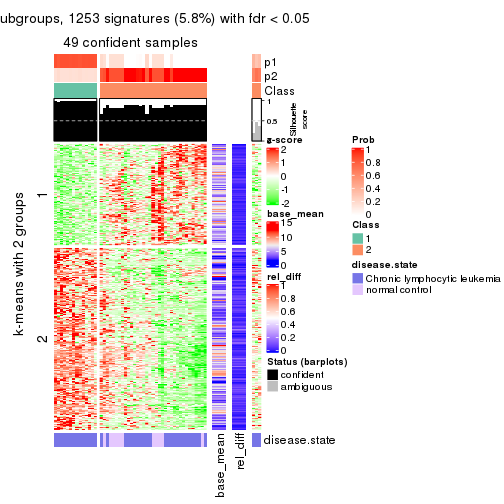 ubgroups, 1253 signatures (5.8%) with fdr < 0.05
49 confident samples
p1
p2
Class
1
0.5
0
Silhouette
score
z-score
2
1
0
-1
-2
base_mean
15
10
5
0
rel_diff
1
0.8
0.6
0.4
0.2
0
Status (barplots)
confident
ambiguous
Prob
1
0.8
0.6
0.4
0.2
0
Class
1
2
disease.state
Chronic lymphocytic leukemia
normal control
k-means with 2 groups
1
2
base_mean
rel_diff
disease.state